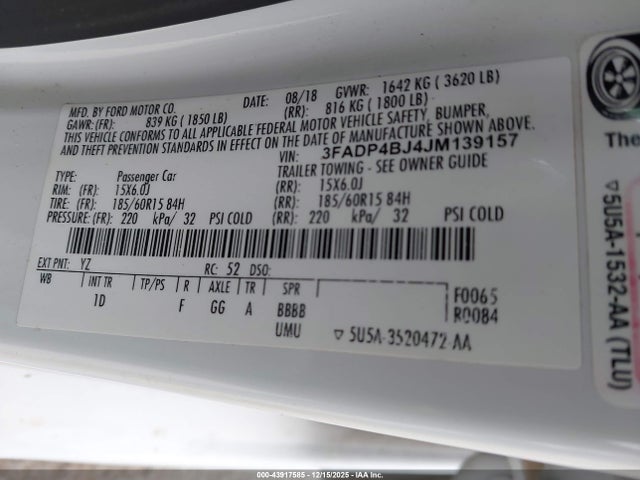 MFD. BY FORD MOTOR CO.
DATE: 08/18 GVWR: 1642 KG ( 3620 LB)
GAWR: (FR): 839 KG ( 1850 LB) (RR): 816 KG ( 1800 LB) -
THIS VEHICLE CONFORMS TO ALL APPLICABLE FEDERAL MOTOR VEHICLE SAFETY, BUMPER,
AND THEFT PREVENTION STANDARDS IN EFFECT ON THE DATE OF MANUFACTURE SHOWN ABOVE.
VIN: 3FADP4BJ4JM139157
TYPE: Passenger Car TRAILER TOWING - SEE OWNER GUIDE
RIM: (FR): 15X6.0J (RR): 15X6.0J
TIRE: (FR): 185/60R15 84H (RR): 185/60R15 84H
PRESSURE: (FR): 220 kPa/ 32 PSI COLD (RR): 220 kPa/ 32 PSI COLD
EXT PNT: YZ RC: 52 DSO:
WB INT TR TP/PS R AXLE TR SPR
1D F GG A BBBB
UMU
F0065
R0084
▽ 5U5A-3520472-AA
The
▽5U5A-1532-AA (TLU)
000-43917585 - 12/15/2025 - IAA Inc.